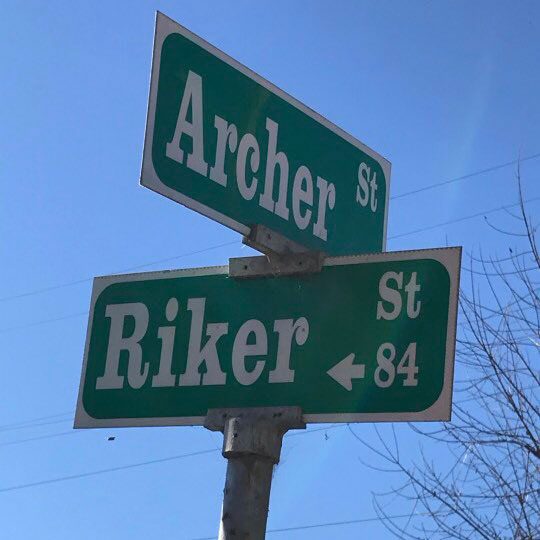 Archer St
Riker St
← 84